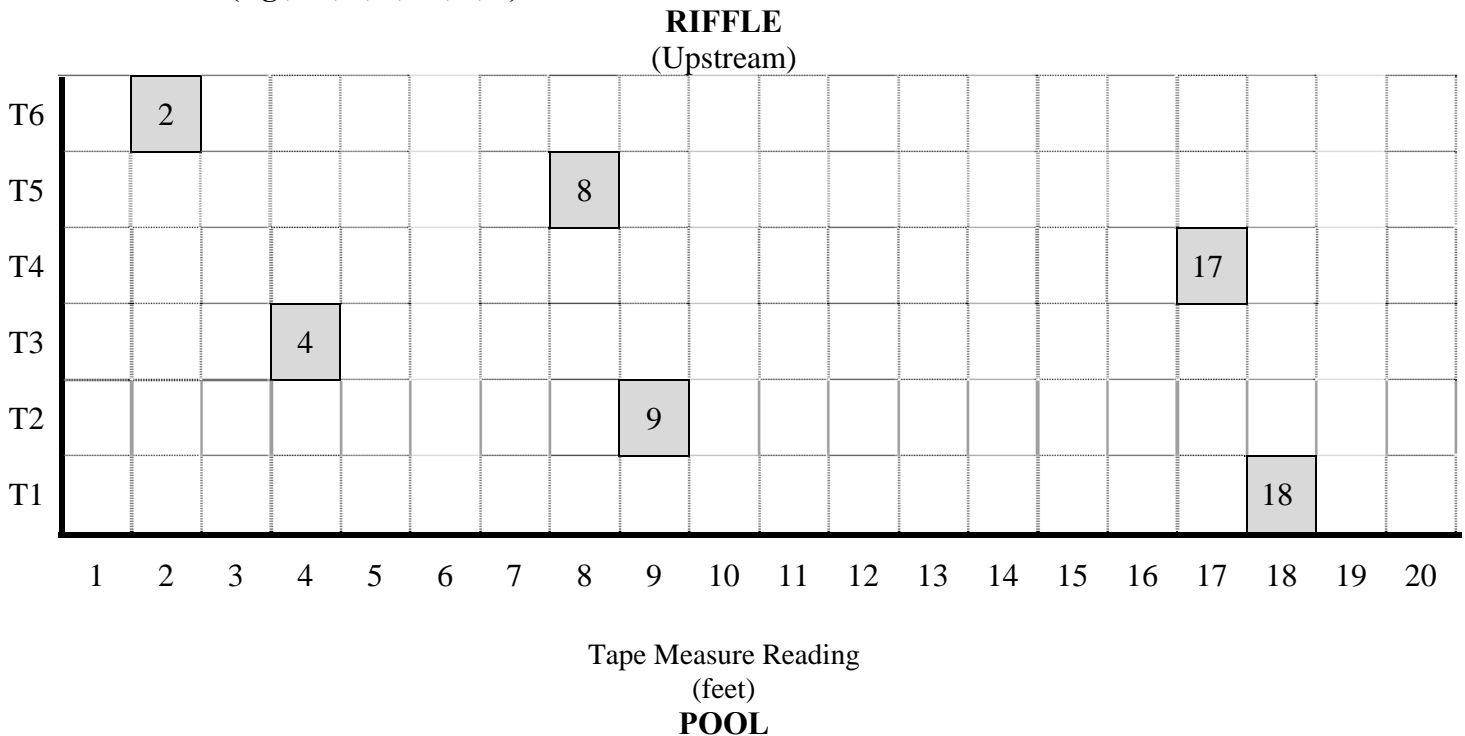 RIFFLE
(Upstream)
T6 2
T5 8
T4 17
T3 4
T2 9
T1 18
1 2 3 4 5 6 7 8 9 10 11 12 13 14 15 16 17 18 19 20
Tape Measure Reading
(feet)
POOL